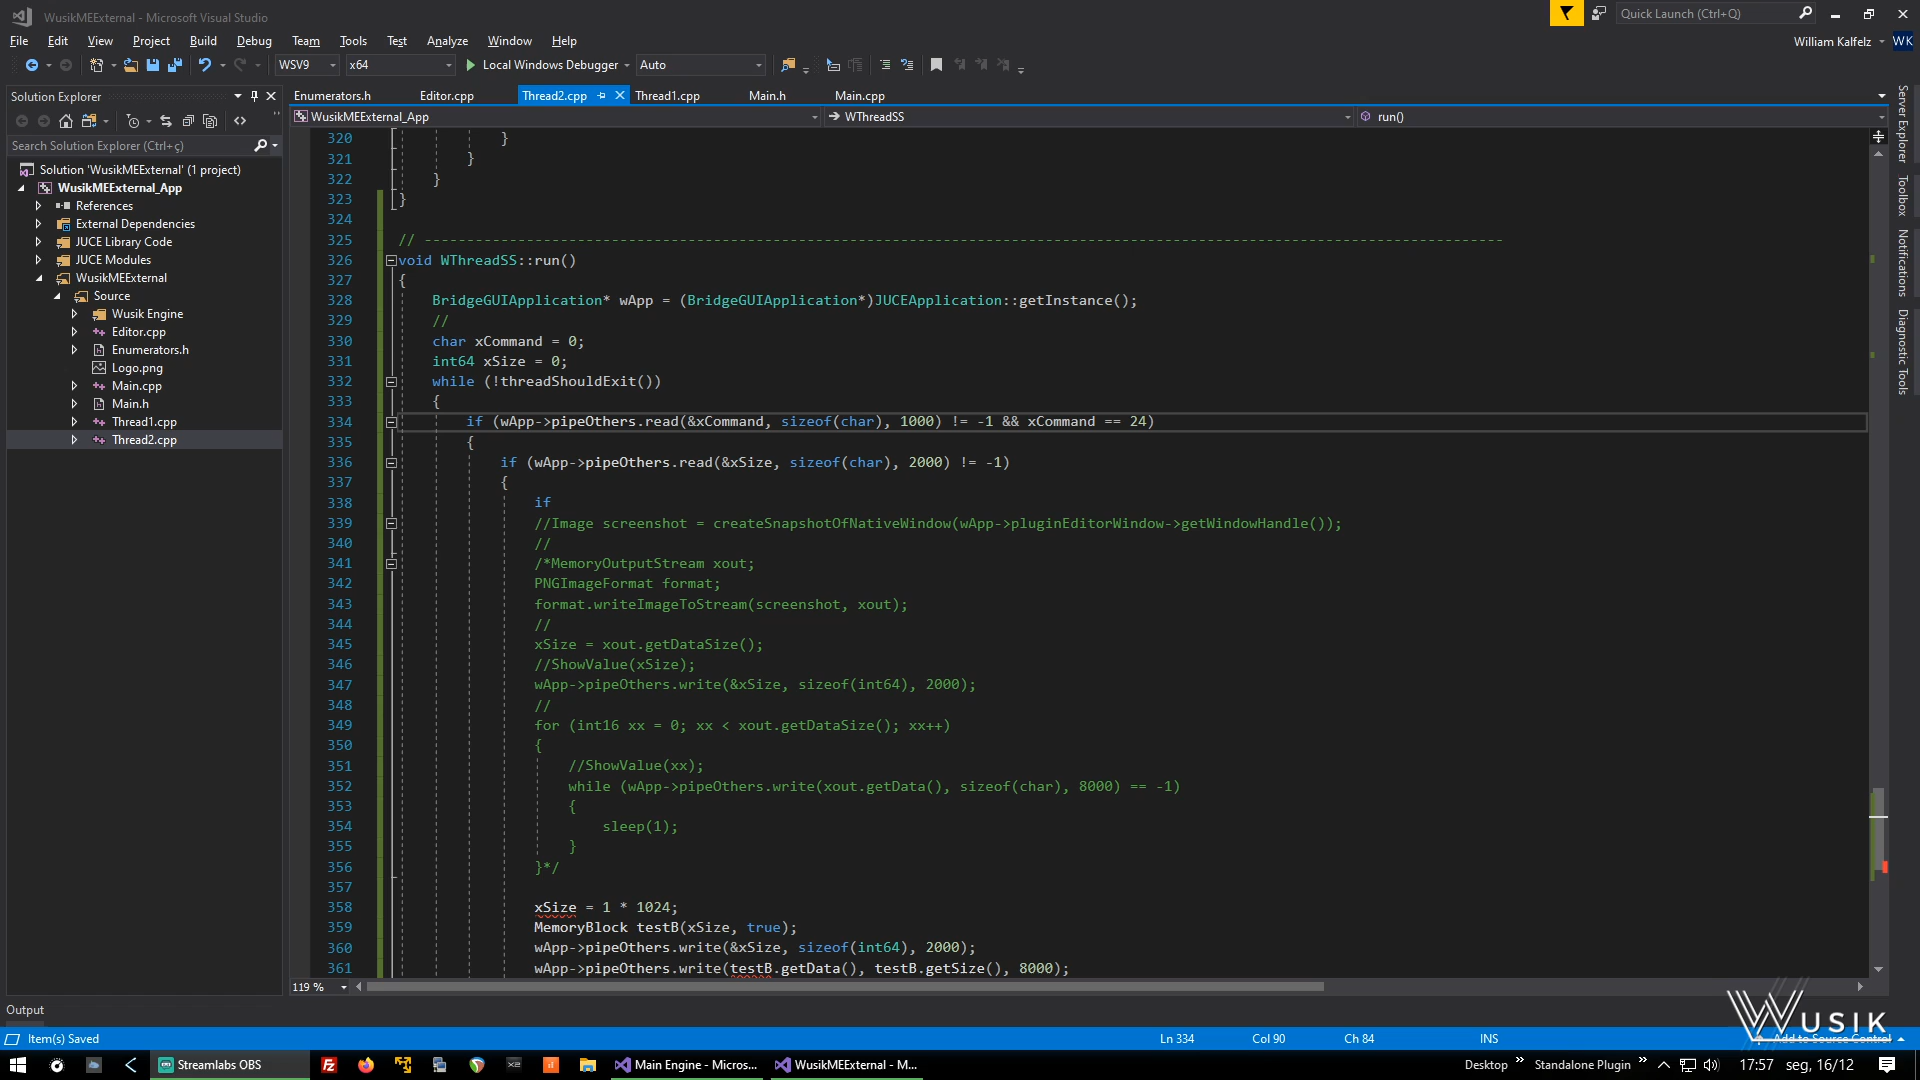 WusikMEExternal - Microsoft Visual Studio
Quick Launch (Ctrl+Q)
File Edit View Project Build Debug Team Tools Test Analyze Window Help
William Kalfelz WK
WSV9 x64 Local Windows Debugger Auto
Solution Explorer
Enumerators.h Editor.cpp Thread2.cpp Thread1.cpp Main.h Main.cpp
WusikMEExternal_App WThreadSS run()
Search Solution Explorer (Ctrl+ç)
Solution 'WusikMEExternal' (1 project)
WusikMEExternal_App
References
External Dependencies
JUCE Library Code
JUCE Modules
WusikMEExternal
Source
Wusik Engine
Editor.cpp
Enumerators.h
Logo.png
Main.cpp
Main.h
Thread1.cpp
Thread2.cpp
320 }
321 }
322 }
323 }
324
325 // -------------------------------------------------------------------------------------------------------------------------------
326 void WThreadSS::run()
327 {
328 BridgeGUIApplication* wApp = (BridgeGUIApplication*)JUCEApplication::getInstance();
329 //
330 char xCommand = 0;
331 int64 xSize = 0;
332 while (!threadShouldExit())
333 {
334 if (wApp->pipeOthers.read(&xCommand, sizeof(char), 1000) != -1 && xCommand == 24)
335 {
336 if (wApp->pipeOthers.read(&xSize, sizeof(char), 2000) != -1)
337 {
338 if
339 //Image screenshot = createSnapshotOfNativeWindow(wApp->pluginEditorWindow->getWindowHandle());
340 //
341 /*MemoryOutputStream xout;
342 PNGImageFormat format;
343 format.writeImageToStream(screenshot, xout);
344 //
345 xSize = xout.getDataSize();
346 //ShowValue(xSize);
347 wApp->pipeOthers.write(&xSize, sizeof(int64), 2000);
348 //
349 for (int16 xx = 0; xx < xout.getDataSize(); xx++)
350 {
351 //ShowValue(xx);
352 while (wApp->pipeOthers.write(xout.getData(), sizeof(char), 8000) == -1)
353 {
354 sleep(1);
355 }
356 }*/
357
358 xSize = 1 * 1024;
359 MemoryBlock testB(xSize, true);
360 wApp->pipeOthers.write(&xSize, sizeof(int64), 2000);
361 wApp->pipeOthers.write(testB.getData(), testB.getSize(), 8000);
119 %
Server Explorer
Toolbox
Notifications
Diagnostic Tools
Output
WUSIK
Item(s) Saved Ln 334 Col 90 Ch 84 INS Add to Source Control
Streamlabs OBS Main Engine - Micros... WusikMEExternal - M... Desktop Standalone Plugin 17:57 seg, 16/12